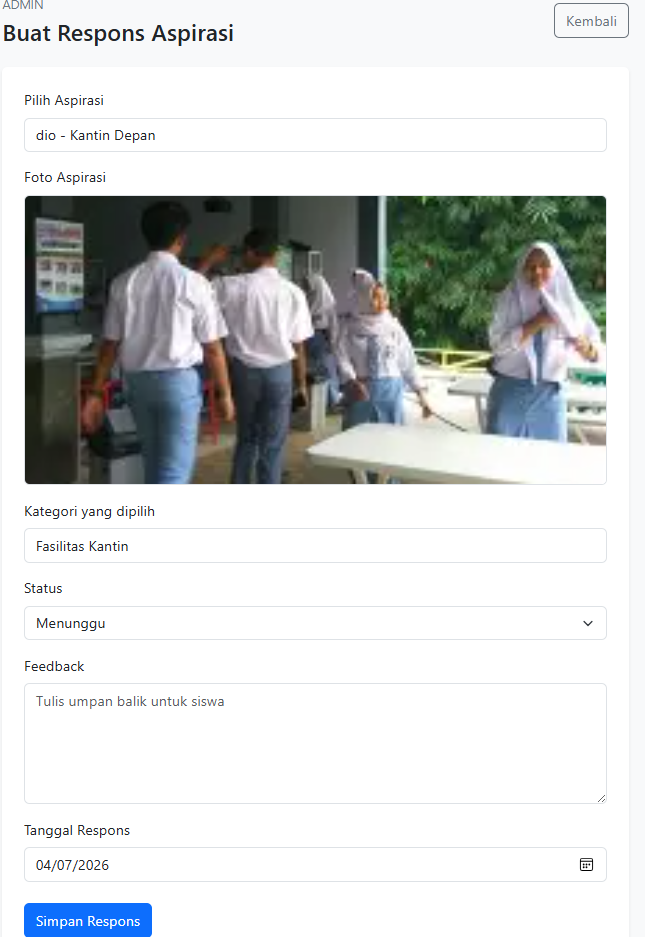 ADMIN
Buat Respons Aspirasi
Kembali
Pilih Aspirasi
dio - Kantin Depan
Foto Aspirasi
Kategori yang dipilih
Fasilitas Kantin
Status
Menunggu
Feedback
Tulis umpan balik untuk siswa
Tanggal Respons
04/07/2026
Simpan Respons